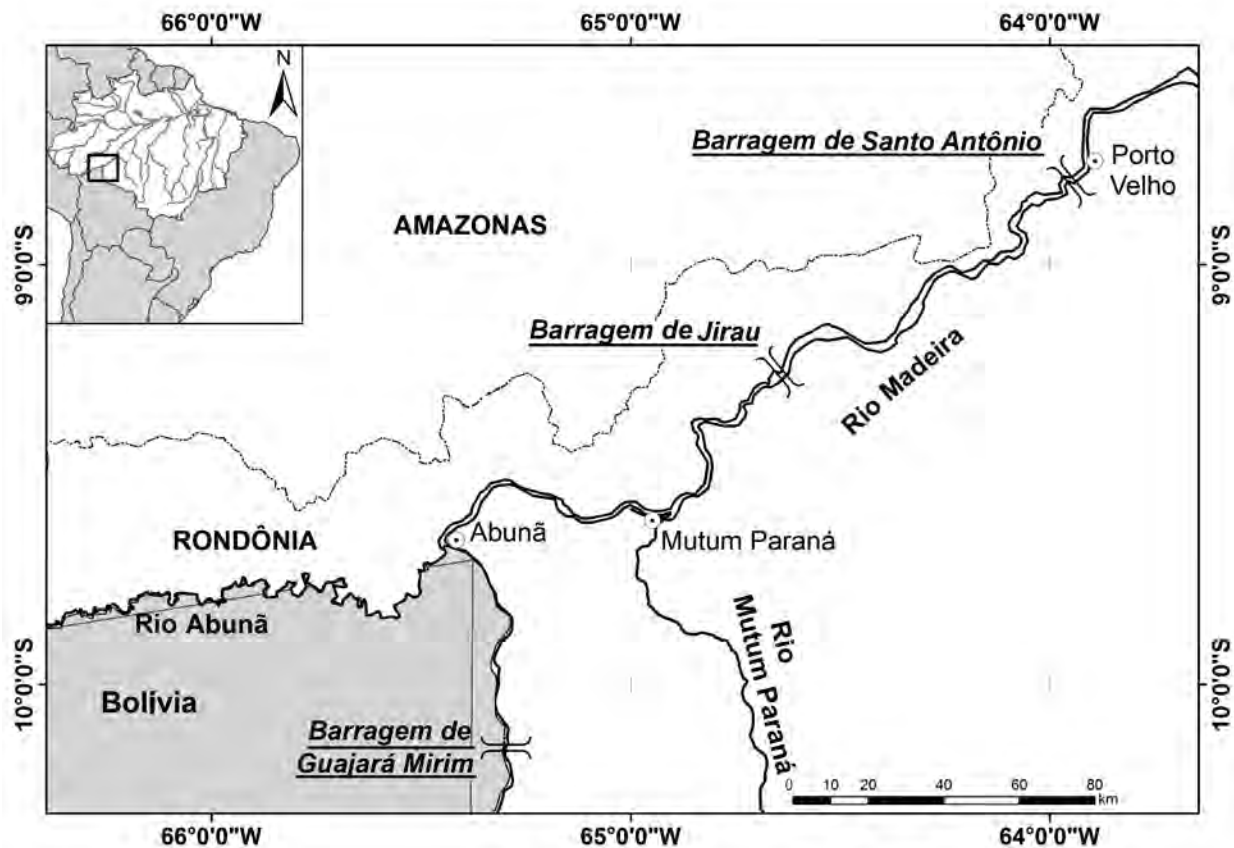 66°0'0"W
65°0'0"W
64°0'0"W
N
Barragem de Santo Antônio
Porto
Velho
AMAZONAS
9°0'0"S
9°0'0"S
Barragem de Jirau
Rio Madeira
RONDÔNIA
Abunã
Mutum Paraná
Rio Abunã
Rio
Mutum Paraná
Bolívia
10°0'0"S
10°0'0"S
Barragem de
Guajará Mirim
0 10 20 40 60 80
km
66°0'0"W
65°0'0"W
64°0'0"W